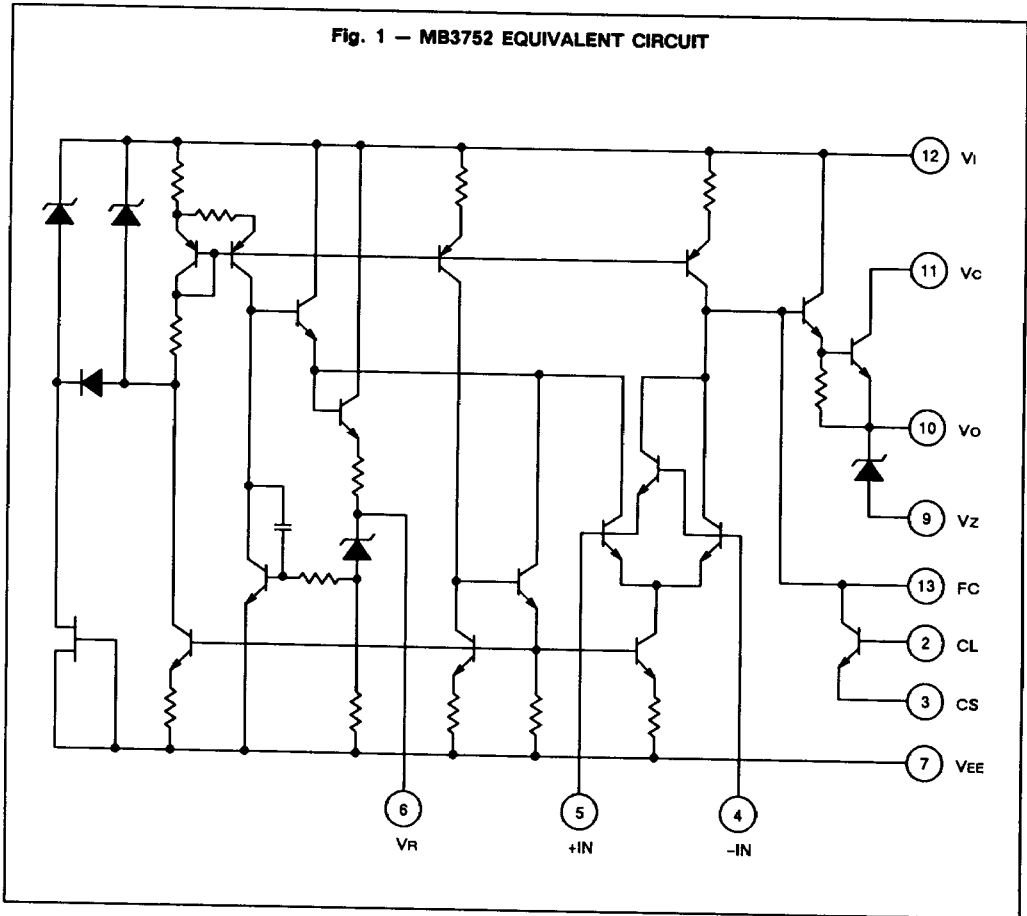 Fig. 1 — MB3752 EQUIVALENT CIRCUIT
12 VI
11 VC
10 VO
9 VZ
13 FC
2 CL
3 CS
7 VEE
6
VR
5
+IN
4
-IN